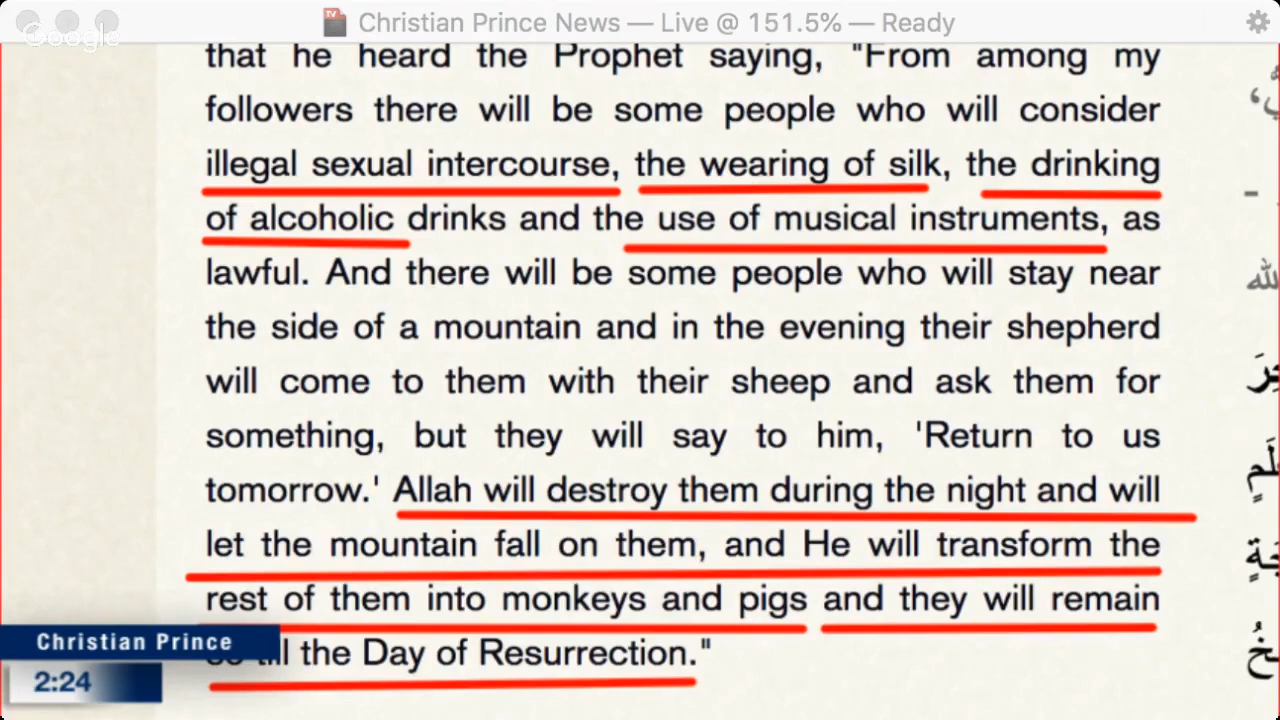 Christian Prince News — Live @ 151.5% — Ready
Google
that he heard the Prophet saying, "From among my
followers there will be some people who will consider
illegal sexual intercourse, the wearing of silk, the drinking
of alcoholic drinks and the use of musical instruments, as
lawful. And there will be some people who will stay near
the side of a mountain and in the evening their shepherd
will come to them with their sheep and ask them for
something, but they will say to him, 'Return to us
tomorrow.' Allah will destroy them during the night and will
let the mountain fall on them, and He will transform the
rest of them into monkeys and pigs and they will remain
till the Day of Resurrection."
Christian Prince
2:24
TV
-
الله